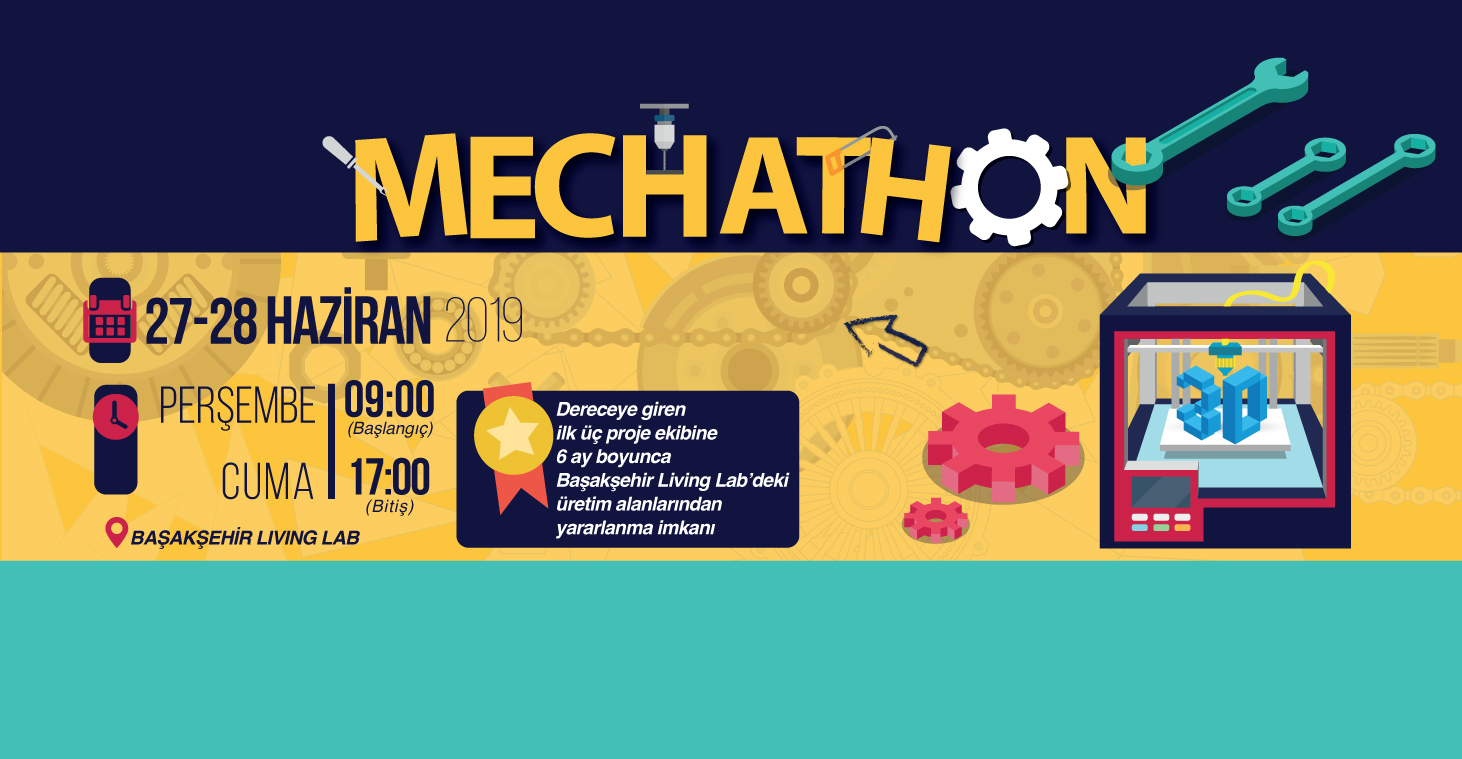 MECHATHON
27-28 HAZİRAN 2019
PERŞEMBE
09:00
(Başlangıç)
CUMA
17:00
(Bitiş)
BAŞAKŞEHİR LIVING LAB
Dereceye giren
ilk üç proje ekibine
6 ay boyunca
Başakşehir Living Lab'deki
üretim alanlarından
yararlanma imkanı
3D